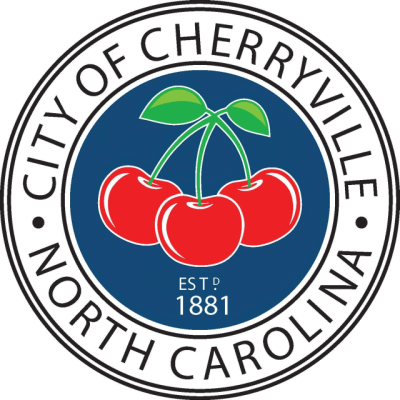 CITY OF CHERRYVILLE
ESTD.
1881
• NORTH CAROLINA •